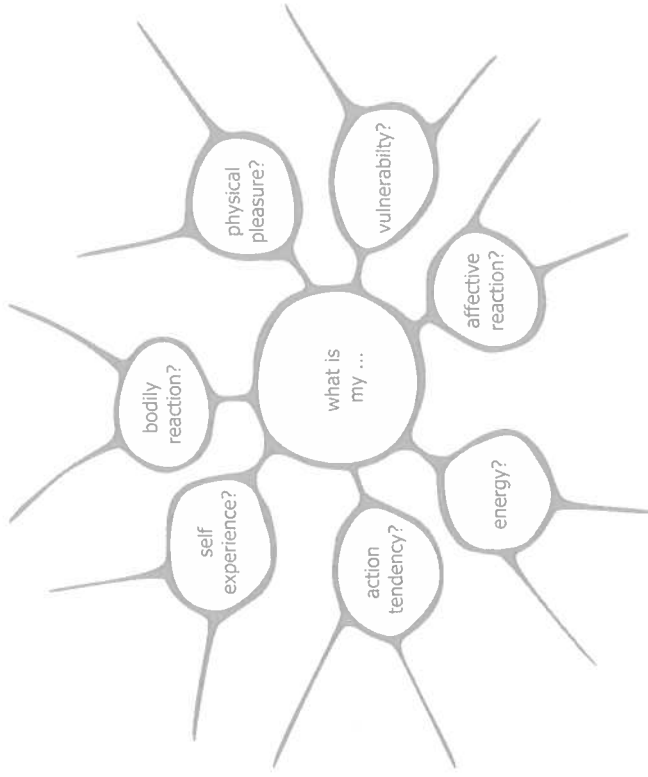 what is
my ...
bodily
reaction?
physical
pleasure?
vulnerabilty?
affective
reaction?
energy?
action
tendency?
self
experience?